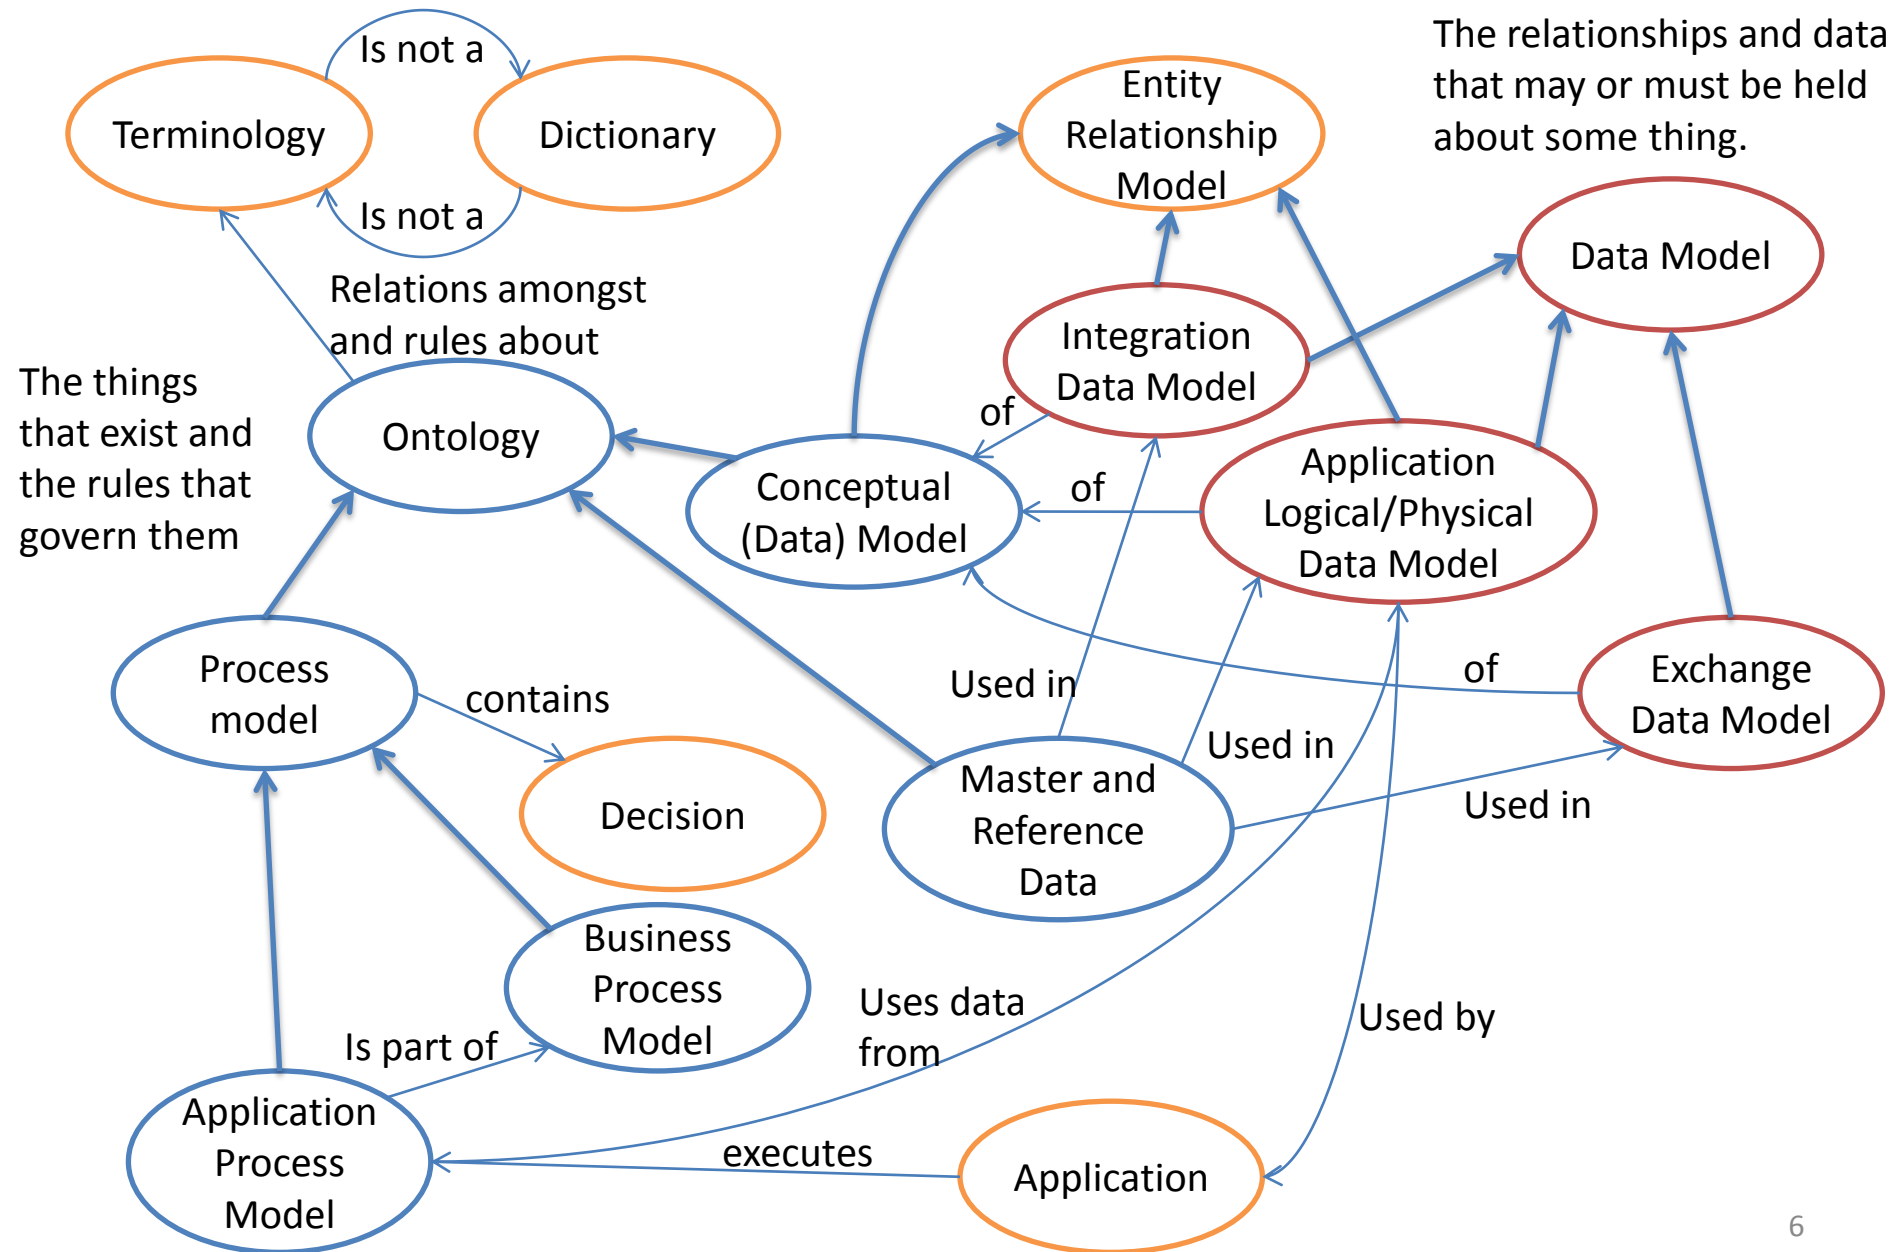 Is not a
Terminology
Dictionary
Is not a
Entity
Relationship
Model
The relationships and data
that may or must be held
about some thing.
Data Model
Relations amongst
and rules about
Integration
Data Model
The things
that exist and
the rules that
govern them
Ontology
of
Conceptual
(Data) Model
of
Application
Logical/Physical
Data Model
Process
model
contains
Used in
of
Exchange
Data Model
Used in
Used in
Decision
Master and
Reference
Data
Business
Process
Model
Uses data
from
Used by
Is part of
Application
Process
Model
executes
Application
6